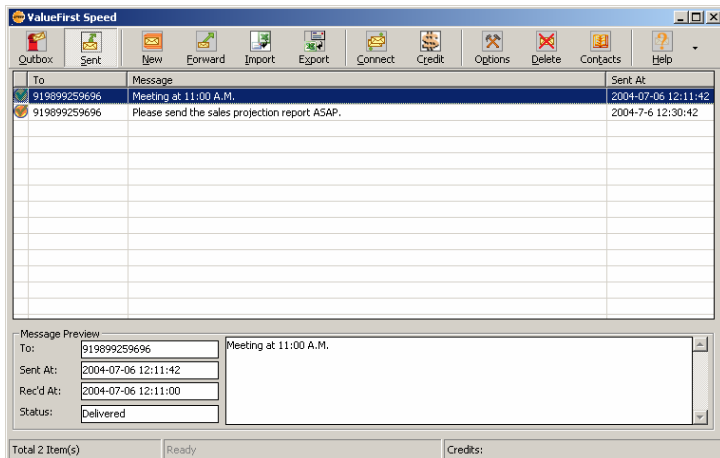 ValueFirst Speed
Outbox Sent New Forward Import Export Connect Credit Options Delete Contacts Help
To Message Sent At
919899259696 Meeting at 11:00 A.M. 2004-07-06 12:11:42
919899259696 Please send the sales projection report ASAP. 2004-7-6 12:30:42
Message Preview
To: 919899259696 Meeting at 11:00 A.M.
Sent At: 2004-07-06 12:11:42
Rec'd At: 2004-07-06 12:11:00
Status: Delivered
Total 2 Item(s) Ready Credits: